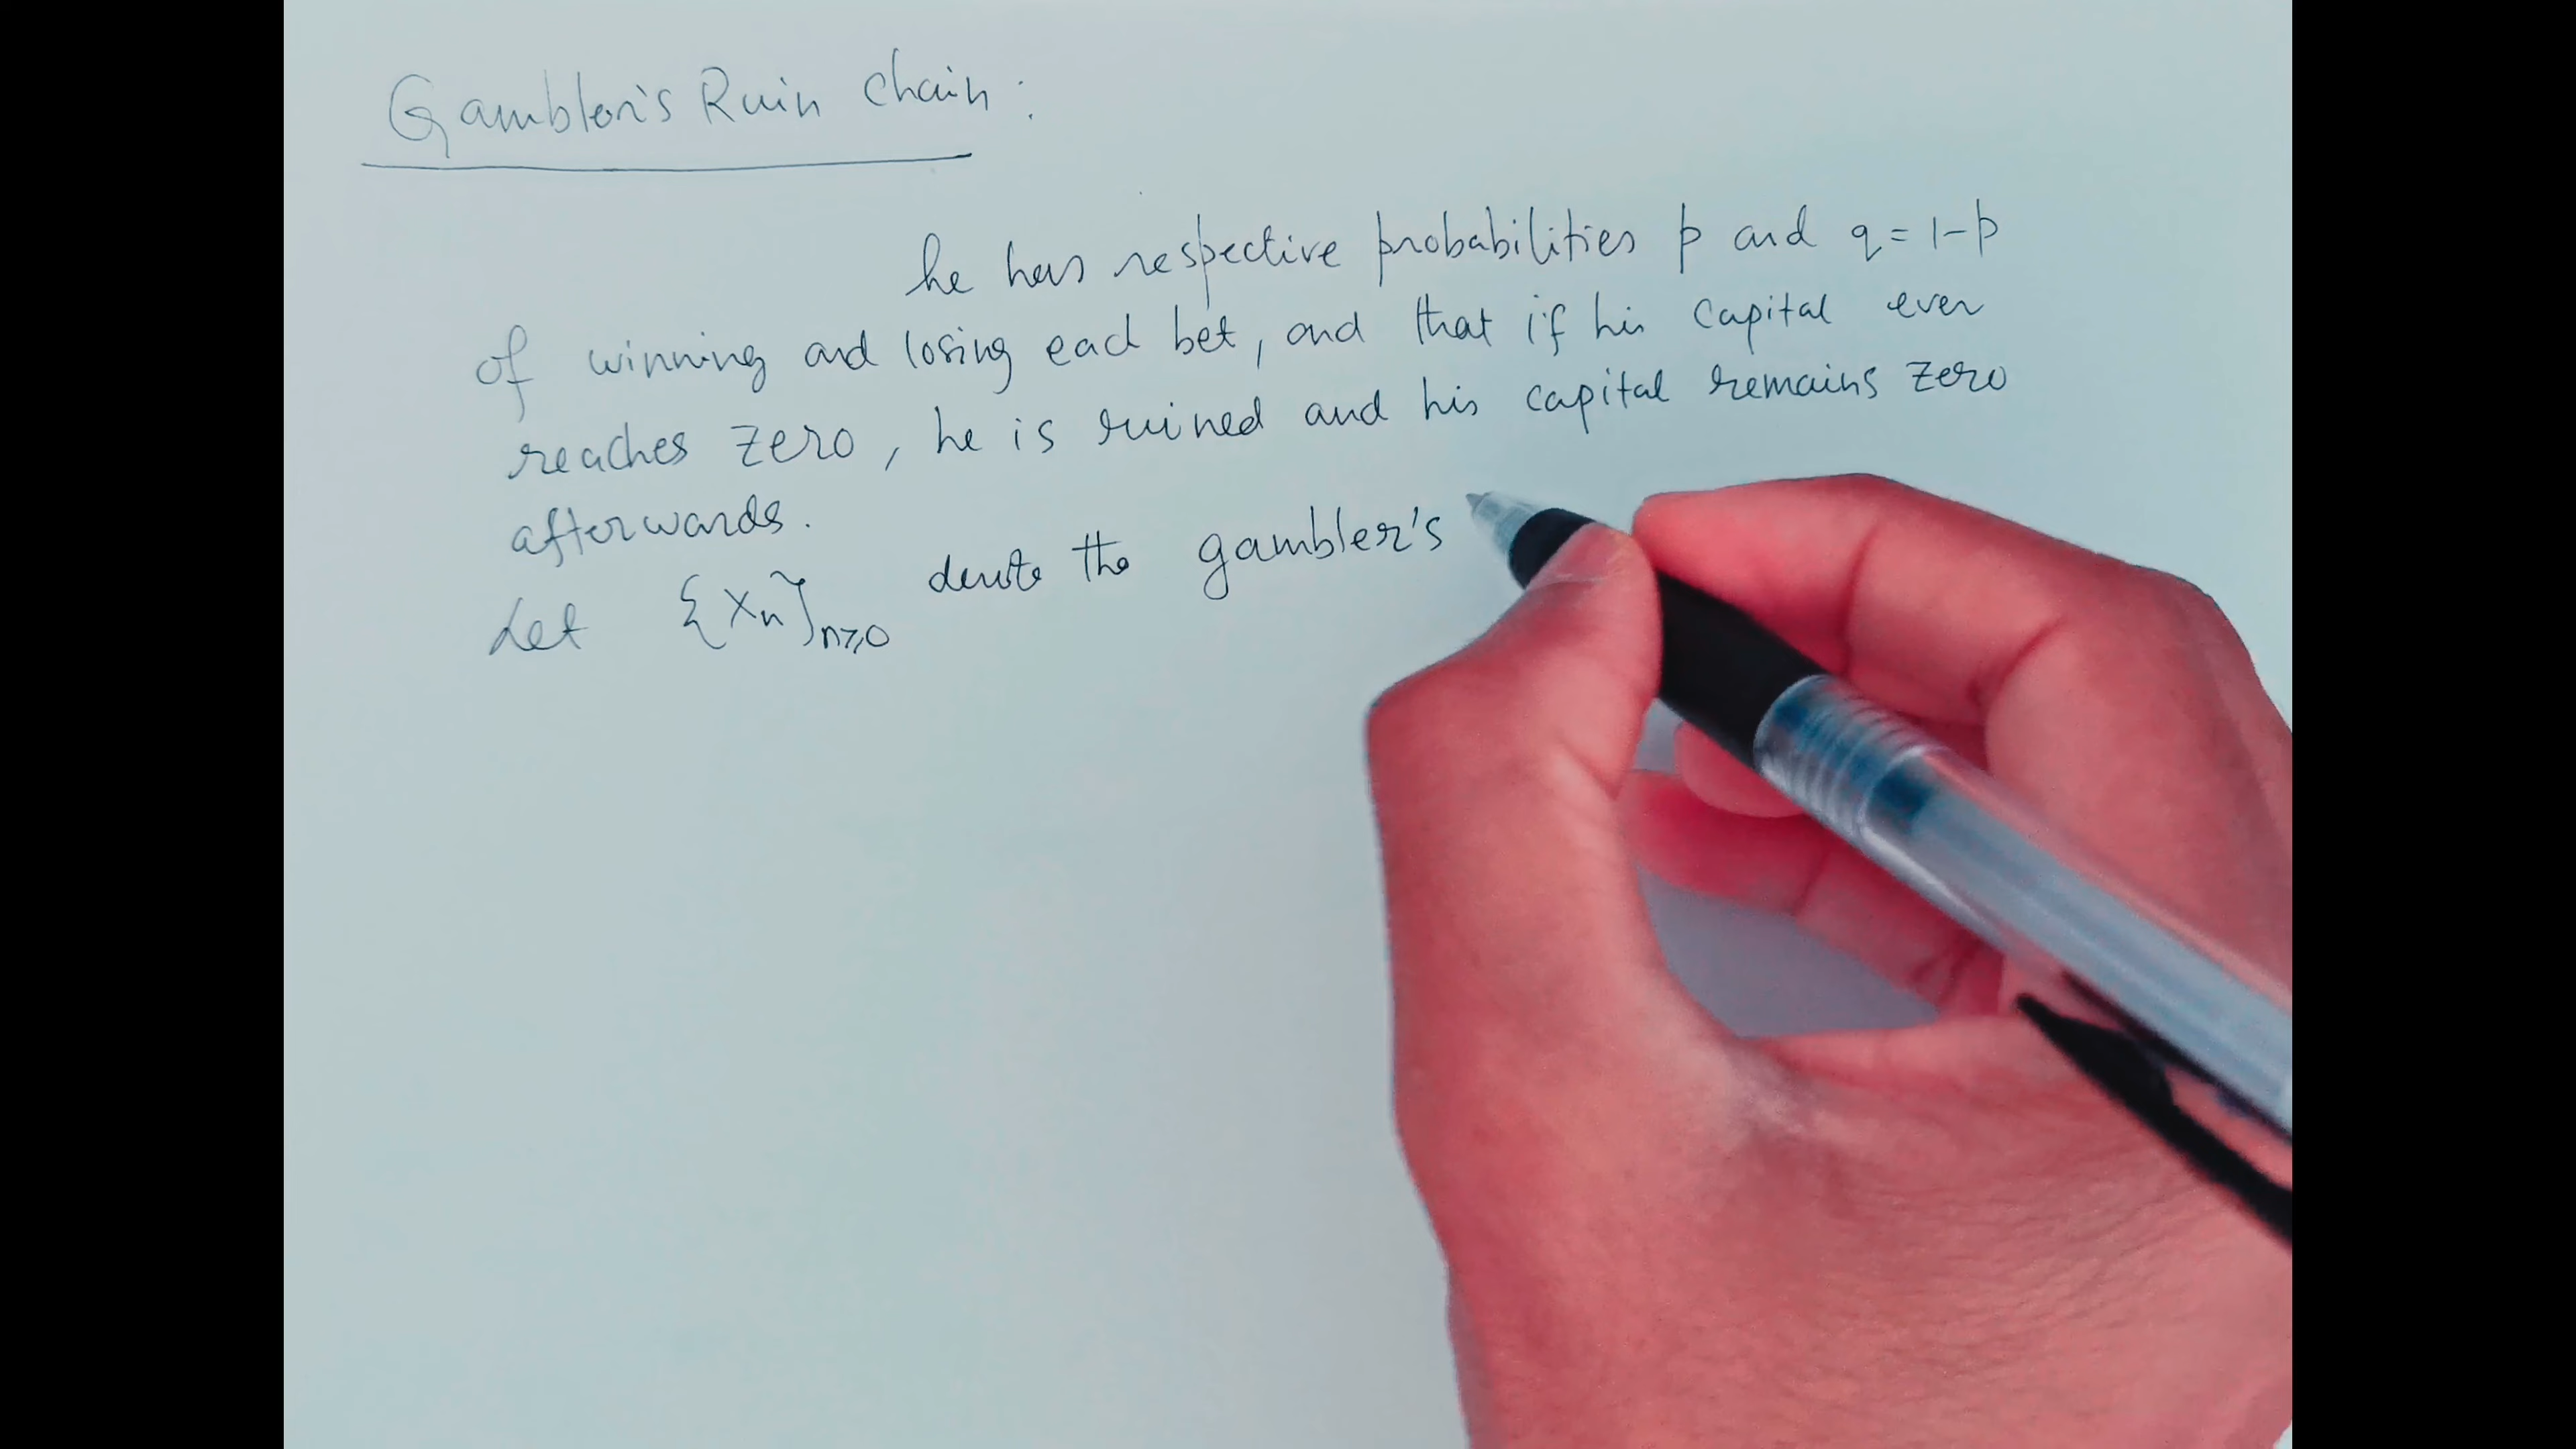 Gambler's Ruin Chain :
he has respective probabilities p and q = 1-p
of winning and losing each bet, and that if his capital ever
reaches zero, he is ruined and his capital remains zero
afterwards.
Let {Xn}n≥0 denote the gambler's